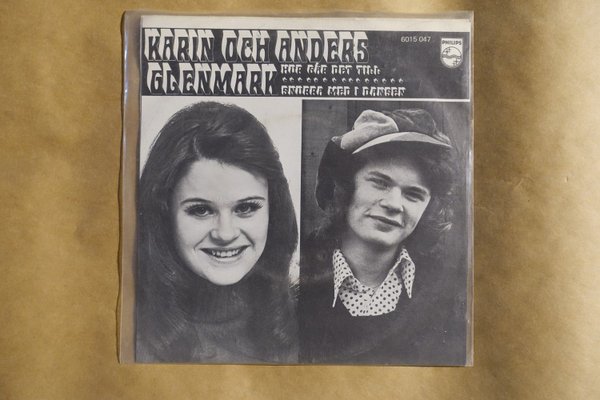 KARIN OCH ANDERS
GLENMARK
6015 047
PHILIPS
HUR GÅR DET TILL
SNURRA MED I DANSEN